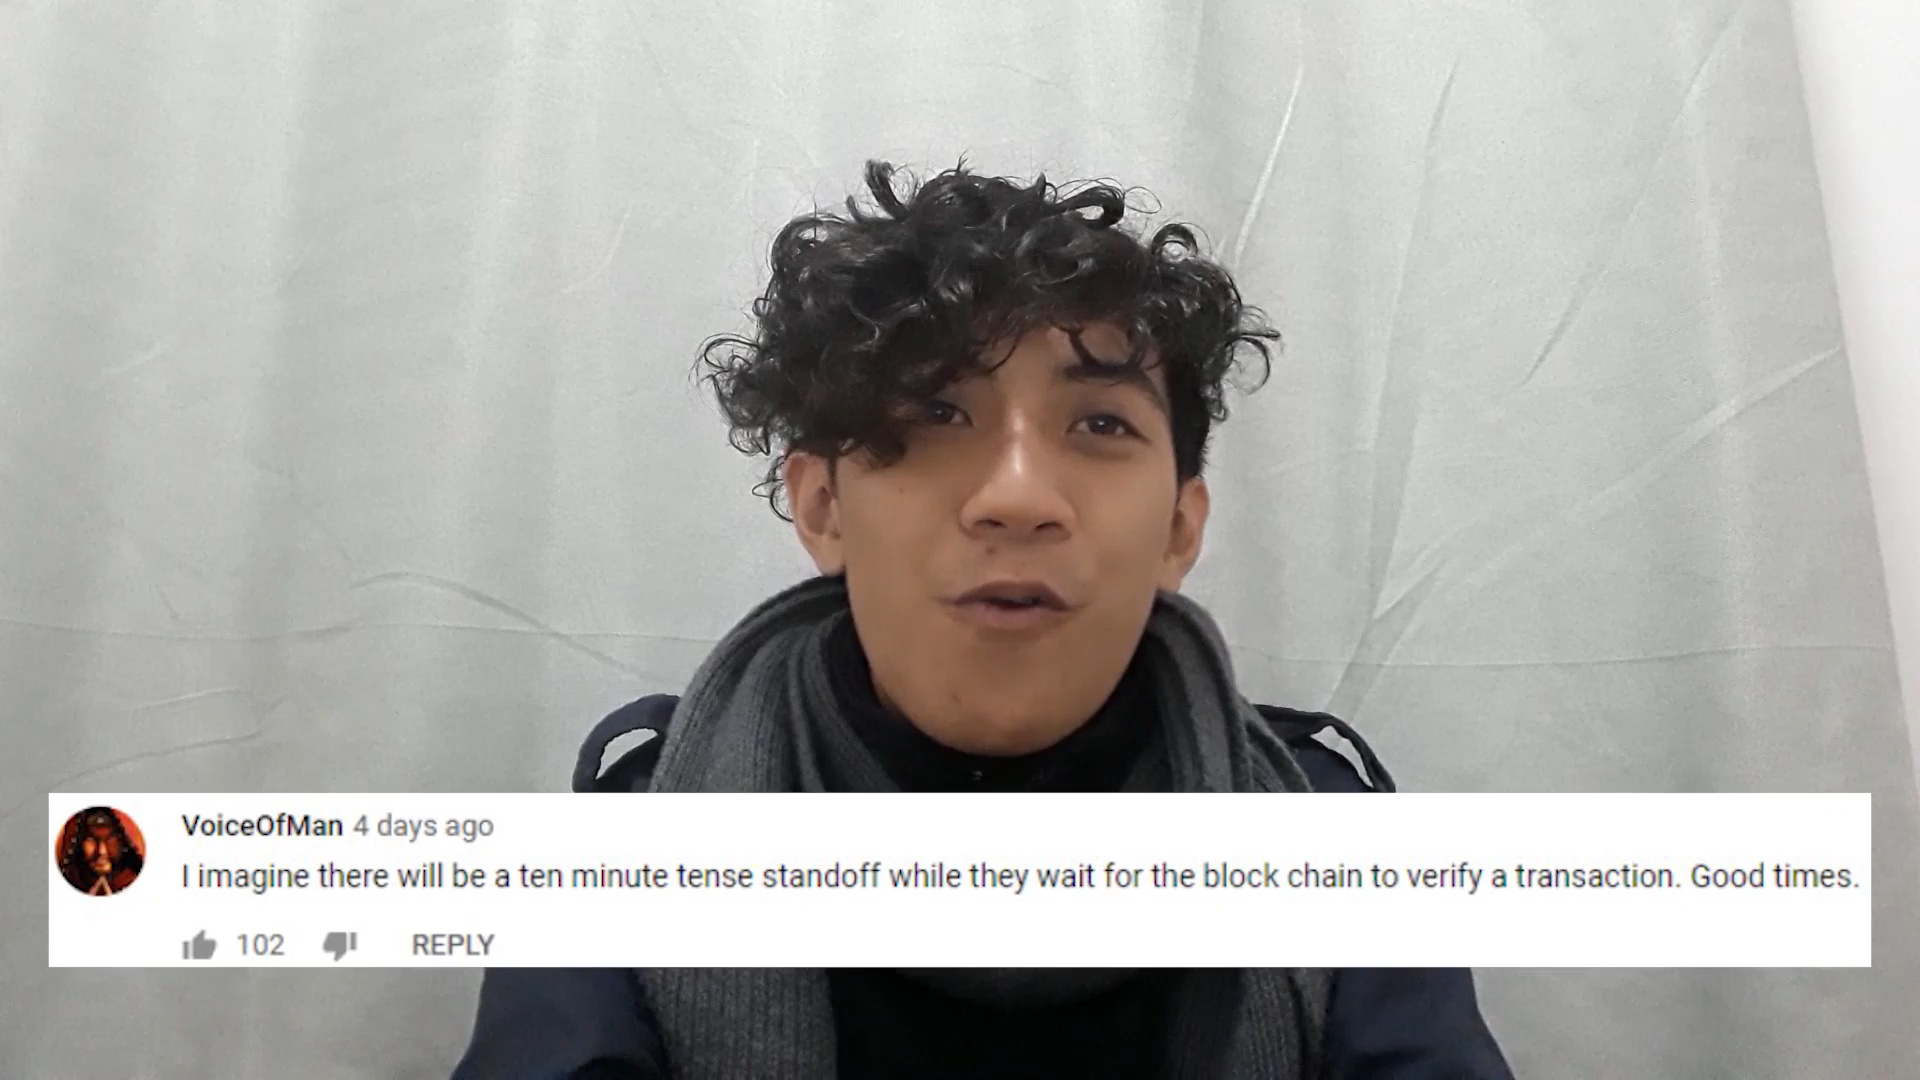 VoiceOfMan 4 days ago
I imagine there will be a ten minute tense standoff while they wait for the block chain to verify a transaction. Good times.
102 REPLY